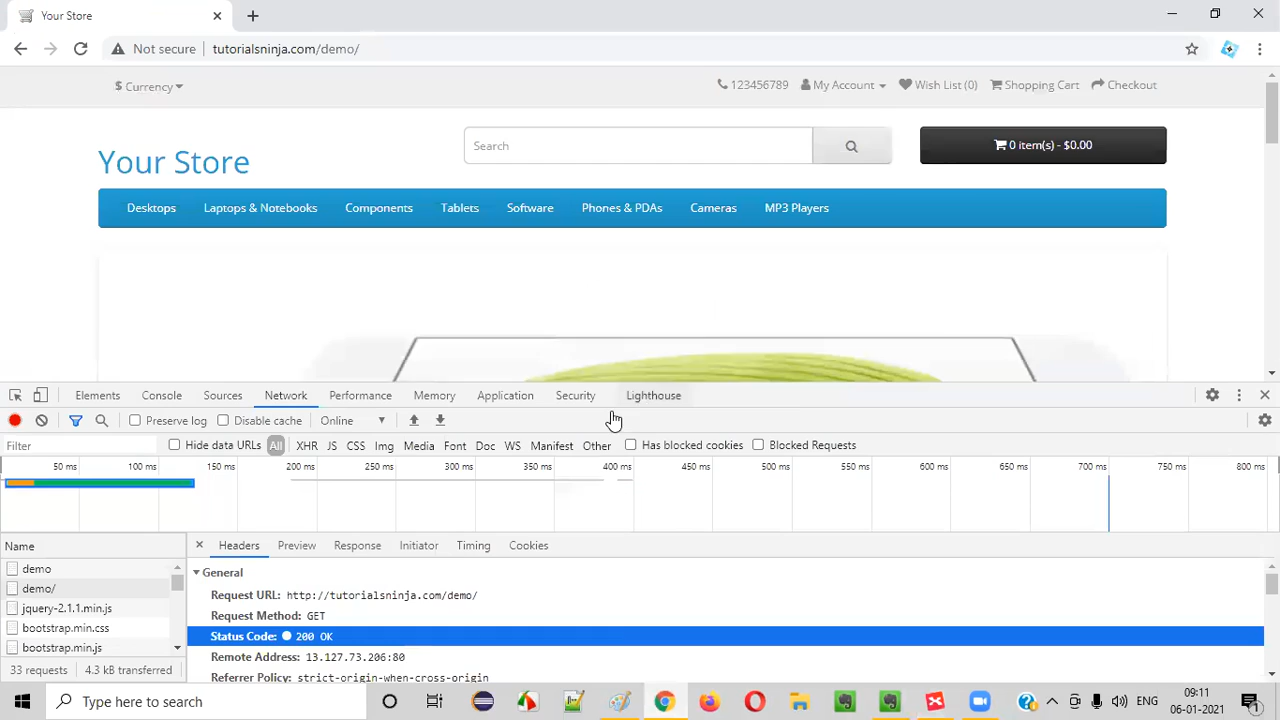 Your Store
Not secure tutorialsninja.com/demo/
$ Currency 123456789 My Account Wish List (0) Shopping Cart Checkout
Your Store Search 0 item(s) - $0.00
Desktops Laptops & Notebooks Components Tablets Software Phones & PDAs Cameras MP3 Players
Elements Console Sources Network Performance Memory Application Security Lighthouse
Preserve log Disable cache Online
Filter Hide data URLs All XHR JS CSS Img Media Font Doc WS Manifest Other Has blocked cookies Blocked Requests
50 ms 100 ms 150 ms 200 ms 250 ms 300 ms 350 ms 400 ms 450 ms 500 ms 550 ms 600 ms 650 ms 700 ms 750 ms 800 ms
Name Headers Preview Response Initiator Timing Cookies
demo General
demo/ Request URL: http://tutorialsninja.com/demo/
jquery-2.1.1.min.js Request Method: GET
bootstrap.min.css Status Code: 200 OK
bootstrap.min.js Remote Address: 13.127.73.206:80
33 requests 4.3 kB transferred Referrer Policy: strict-origin-when-cross-origin
Type here to search ENG 09:11
06-01-2021